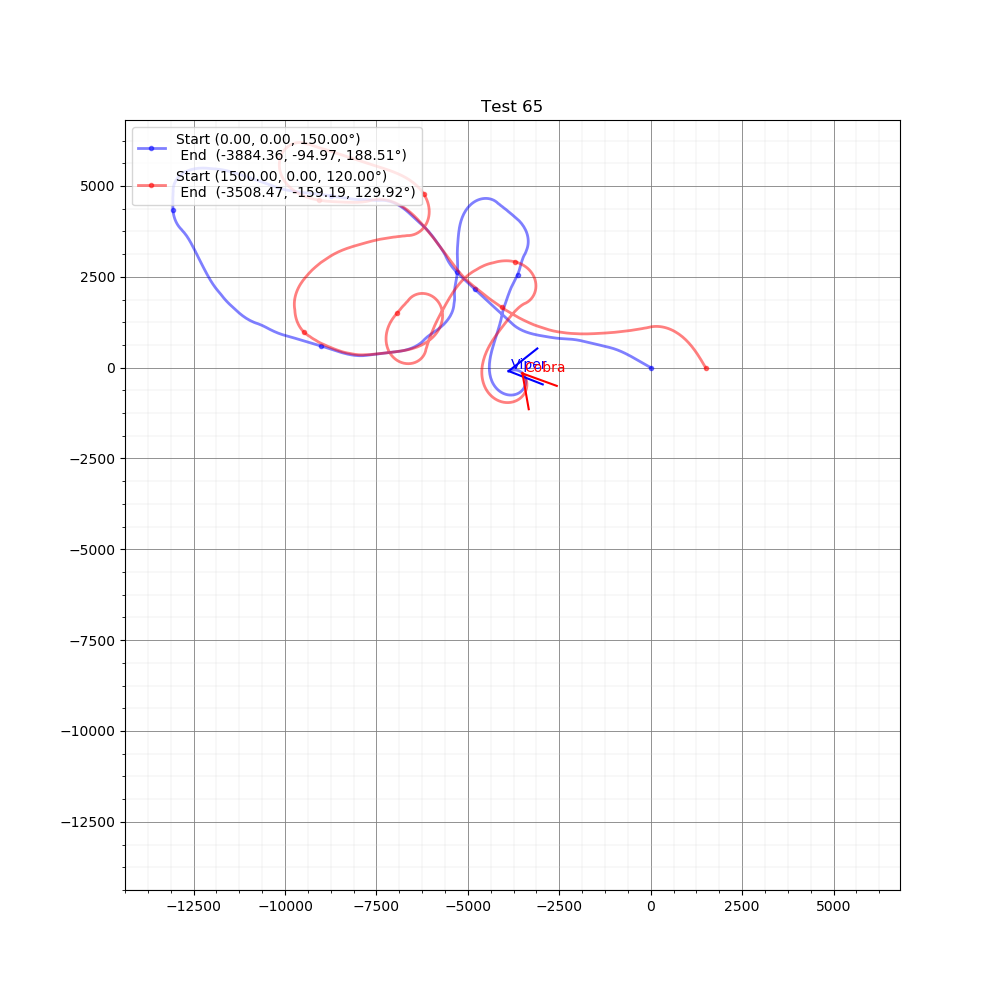 Test 65
Start (0.00, 0.00, 150.00°)
End  (-3884.36, -94.97, 188.51°)
Start (1500.00, 0.00, 120.00°)
End  (-3508.47, -159.19, 129.92°)
5000
2500
0
−2500
−5000
−7500
−10000
−12500
Viper
Cobra
−12500
−10000
−7500
−5000
−2500
0
2500
5000